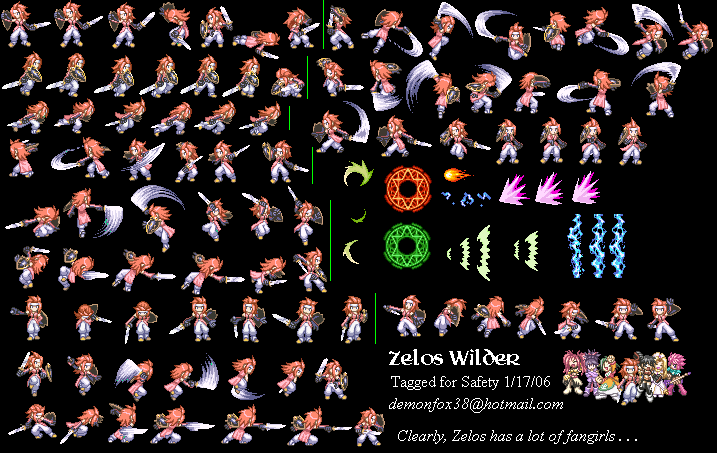 Zelos Wilder
Tagged for Safety 1/17/06
demonfox38@hotmail.com
Clearly, Zelos has a lot of fangirls . . .